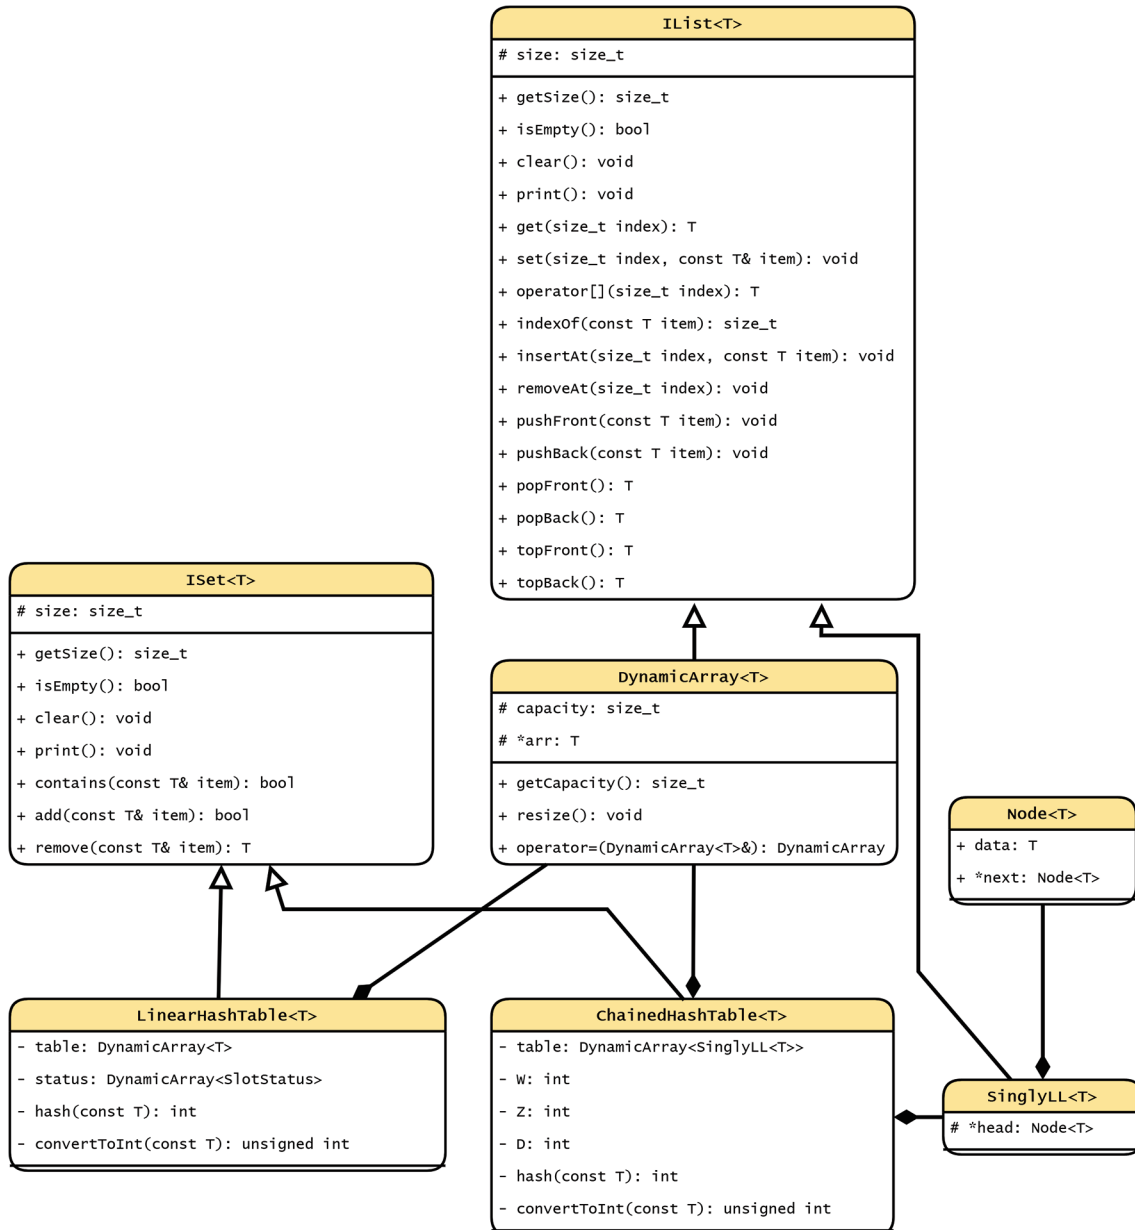 IList<T>
# size: size_t
+ getSize(): size_t
+ isEmpty(): bool
+ clear(): void
+ print(): void
+ get(size_t index): T
+ set(size_t index, const T& item): void
+ operator[](size_t index): T
+ indexOf(const T item): size_t
+ insertAt(size_t index, const T item): void
+ removeAt(size_t index): void
+ pushFront(const T item): void
+ pushBack(const T item): void
+ popFront(): T
+ popBack(): T
+ topFront(): T
+ topBack(): T
ISet<T>
# size: size_t
+ getSize(): size_t
+ isEmpty(): bool
+ clear(): void
+ print(): void
+ contains(const T& item): bool
+ add(const T& item): bool
+ remove(const T& item): T
DynamicArray<T>
# capacity: size_t
# *arr: T
+ getCapacity(): size_t
+ resize(): void
+ operator=(DynamicArray<T>&): DynamicArray
Node<T>
+ data: T
+ *next: Node<T>
LinearHashTable<T>
- table: DynamicArray<T>
- status: DynamicArray<SlotStatus>
- hash(const T): int
- convertToInt(const T): unsigned int
ChainedHashTable<T>
- table: DynamicArray<SinglyLL<T>>
- W: int
- Z: int
- D: int
- hash(const T): int
- convertToInt(const T): unsigned int
SinglyLL<T>
# *head: Node<T>